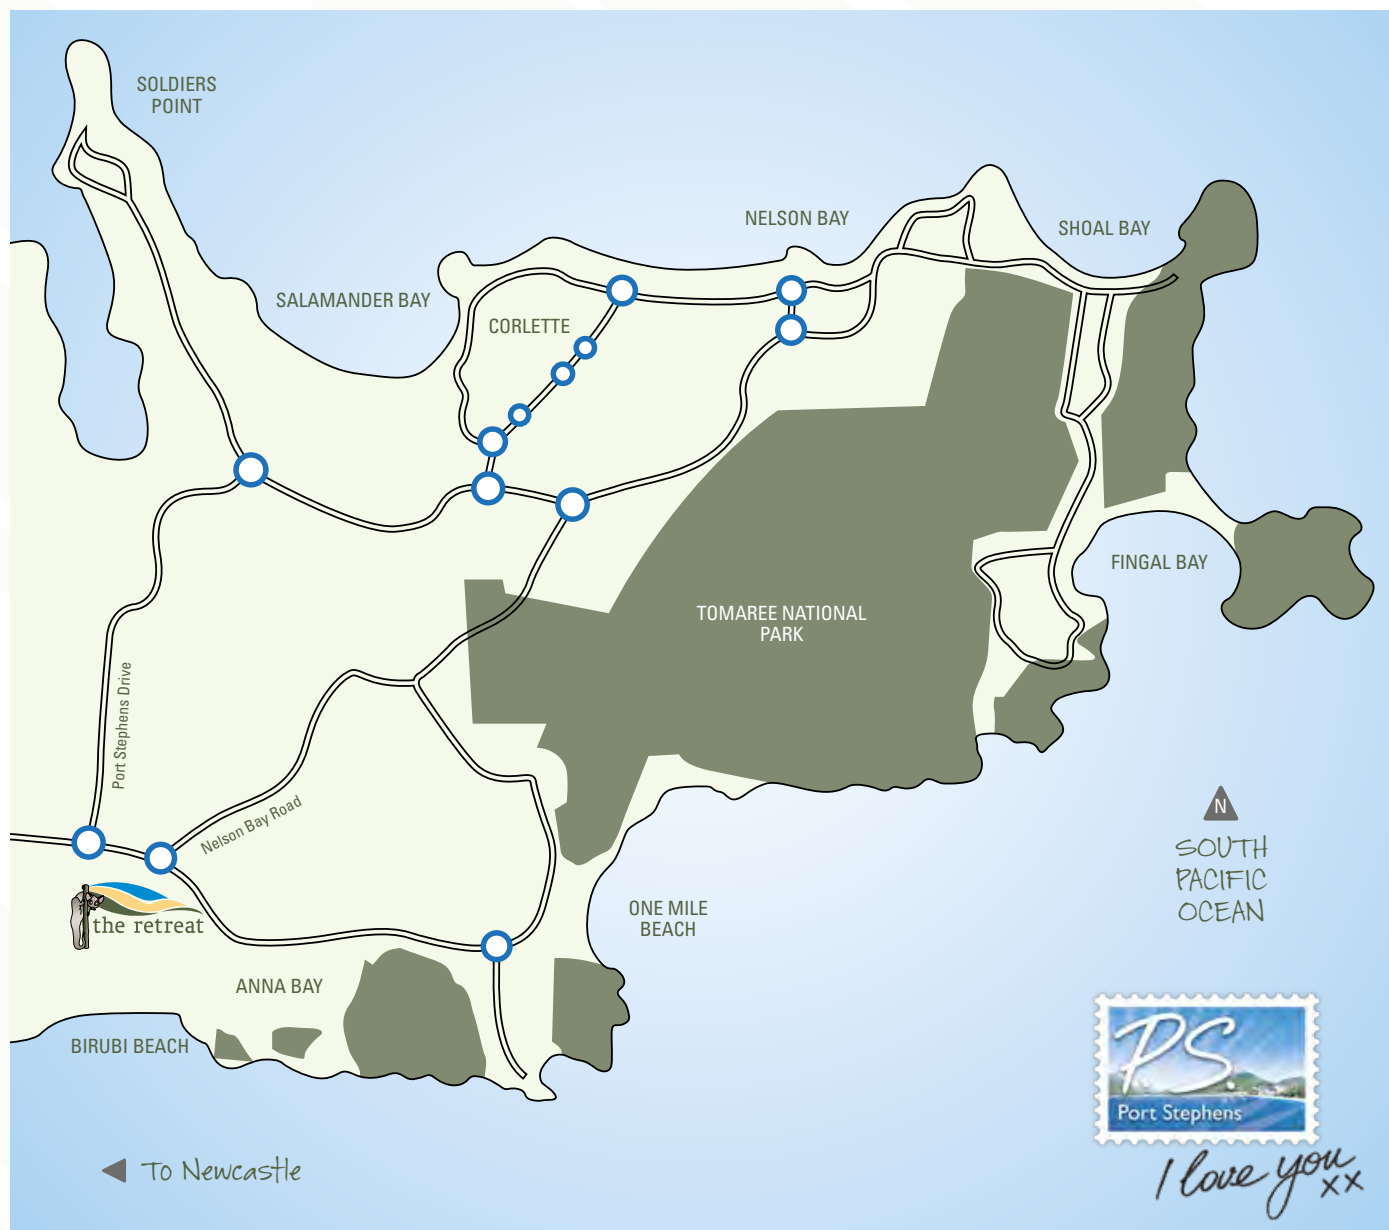 SOLDIERS
POINT
NELSON BAY
SHOAL BAY
SALAMANDER BAY
CORLETTE
FINGAL BAY
TOMAREE NATIONAL
PARK
Port Stephens Drive
Nelson Bay Road
N
SOUTH
PACIFIC
OCEAN
the retreat
ONE MILE
BEACH
ANNA BAY
BIRUBI BEACH
P.S.
Port Stephens
I love you
xx
To Newcastle